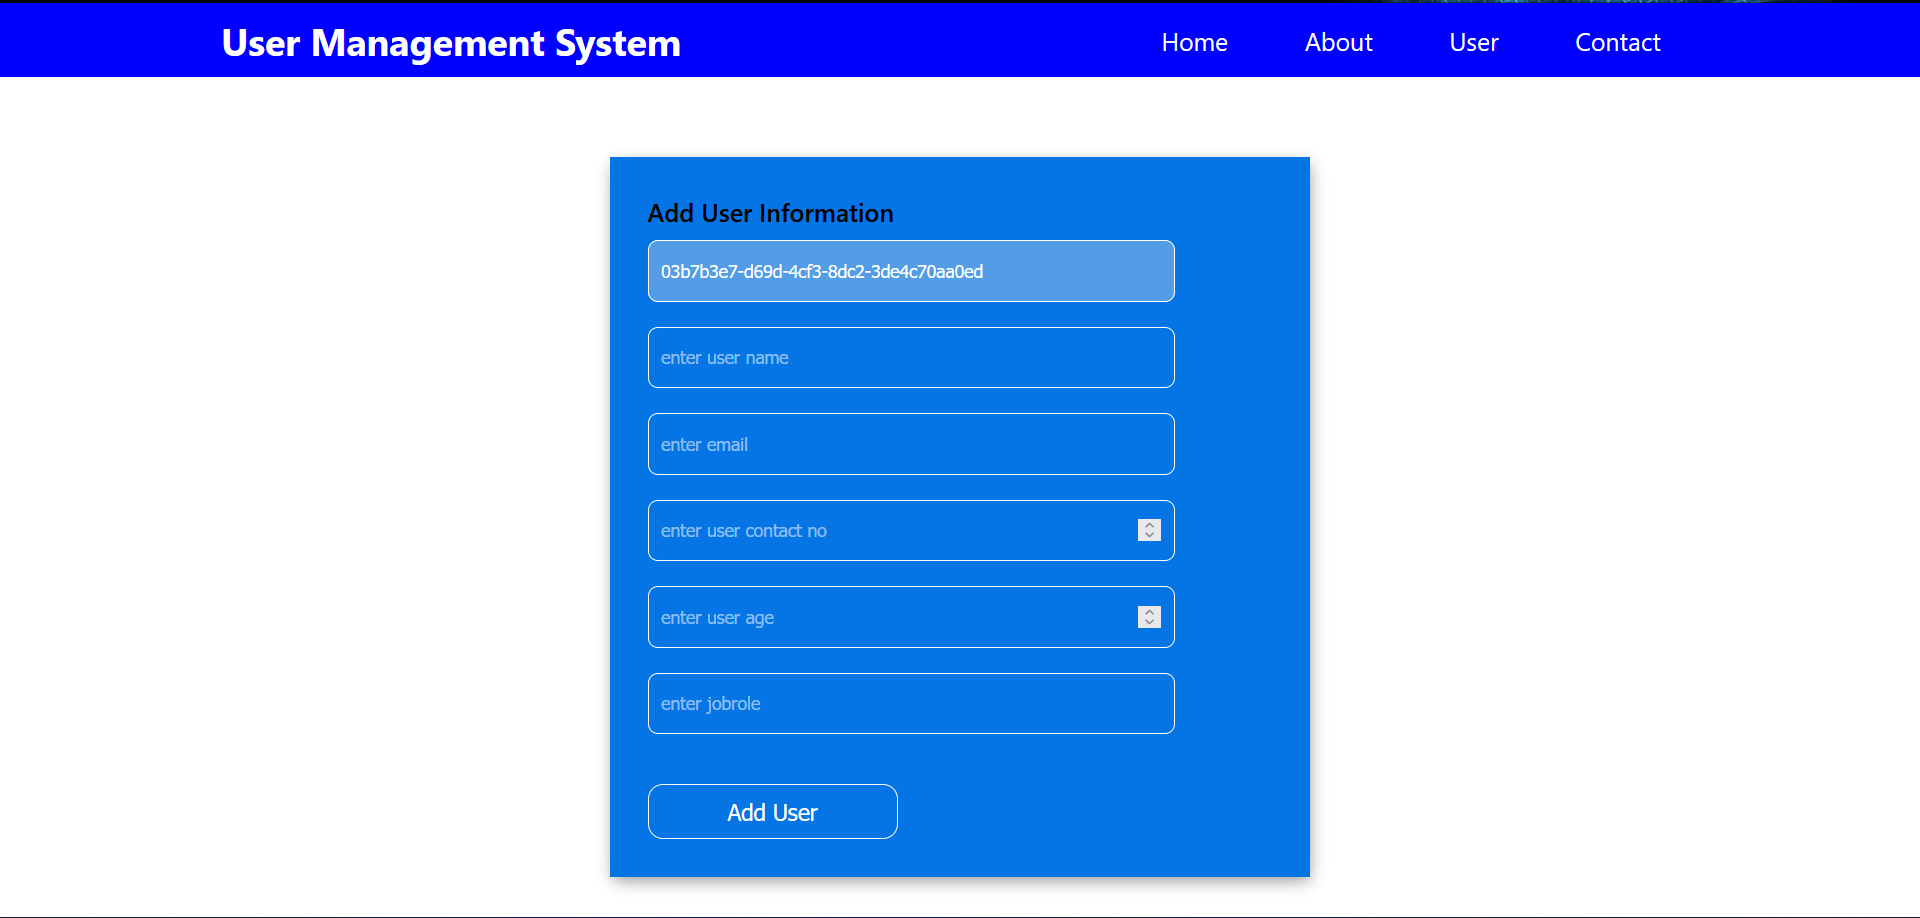 User Management System
Home About User Contact
Add User Information
03b7b3e7-d69d-4cf3-8dc2-3de4c70aa0ed
enter user name
enter email
enter user contact no
enter user age
enter jobrole
Add User